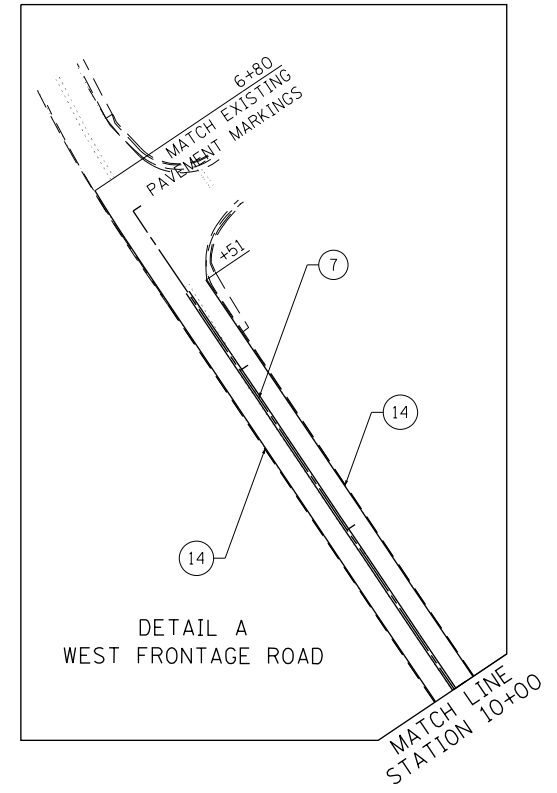 6+80
MATCH EXISTING
PAVEMENT MARKINGS
+51
7
14
14
DETAIL A
WEST FRONTAGE ROAD
MATCH LINE
STATION 10+00